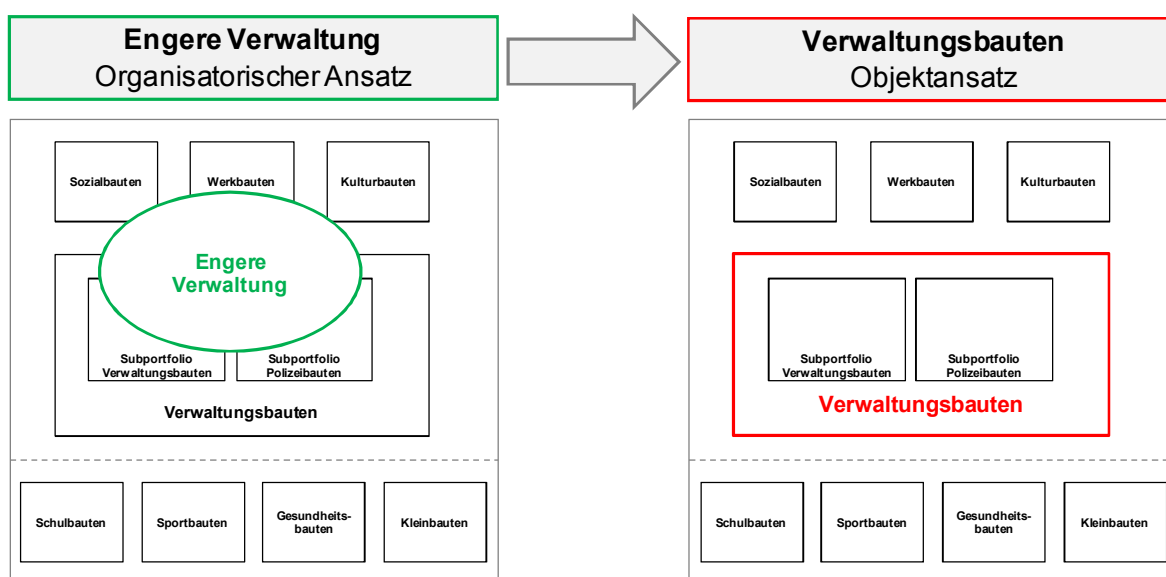 Engere Verwaltung
Organisatorischer Ansatz
Verwaltungsbauten
Objektansatz
Sozialbauten
Werkbauten
Kulturbauten
Engere
Verwaltung
Subportfolio
Verwaltungsbauten
Subportfolio
Polizeibauten
Verwaltungsbauten
Schulbauten
Sportbauten
Gesundheits-
bauten
Kleinbauten
Sozialbauten
Werkbauten
Kulturbauten
Subportfolio
Verwaltungsbauten
Subportfolio
Polizeibauten
Verwaltungsbauten
Schulbauten
Sportbauten
Gesundheits-
bauten
Kleinbauten